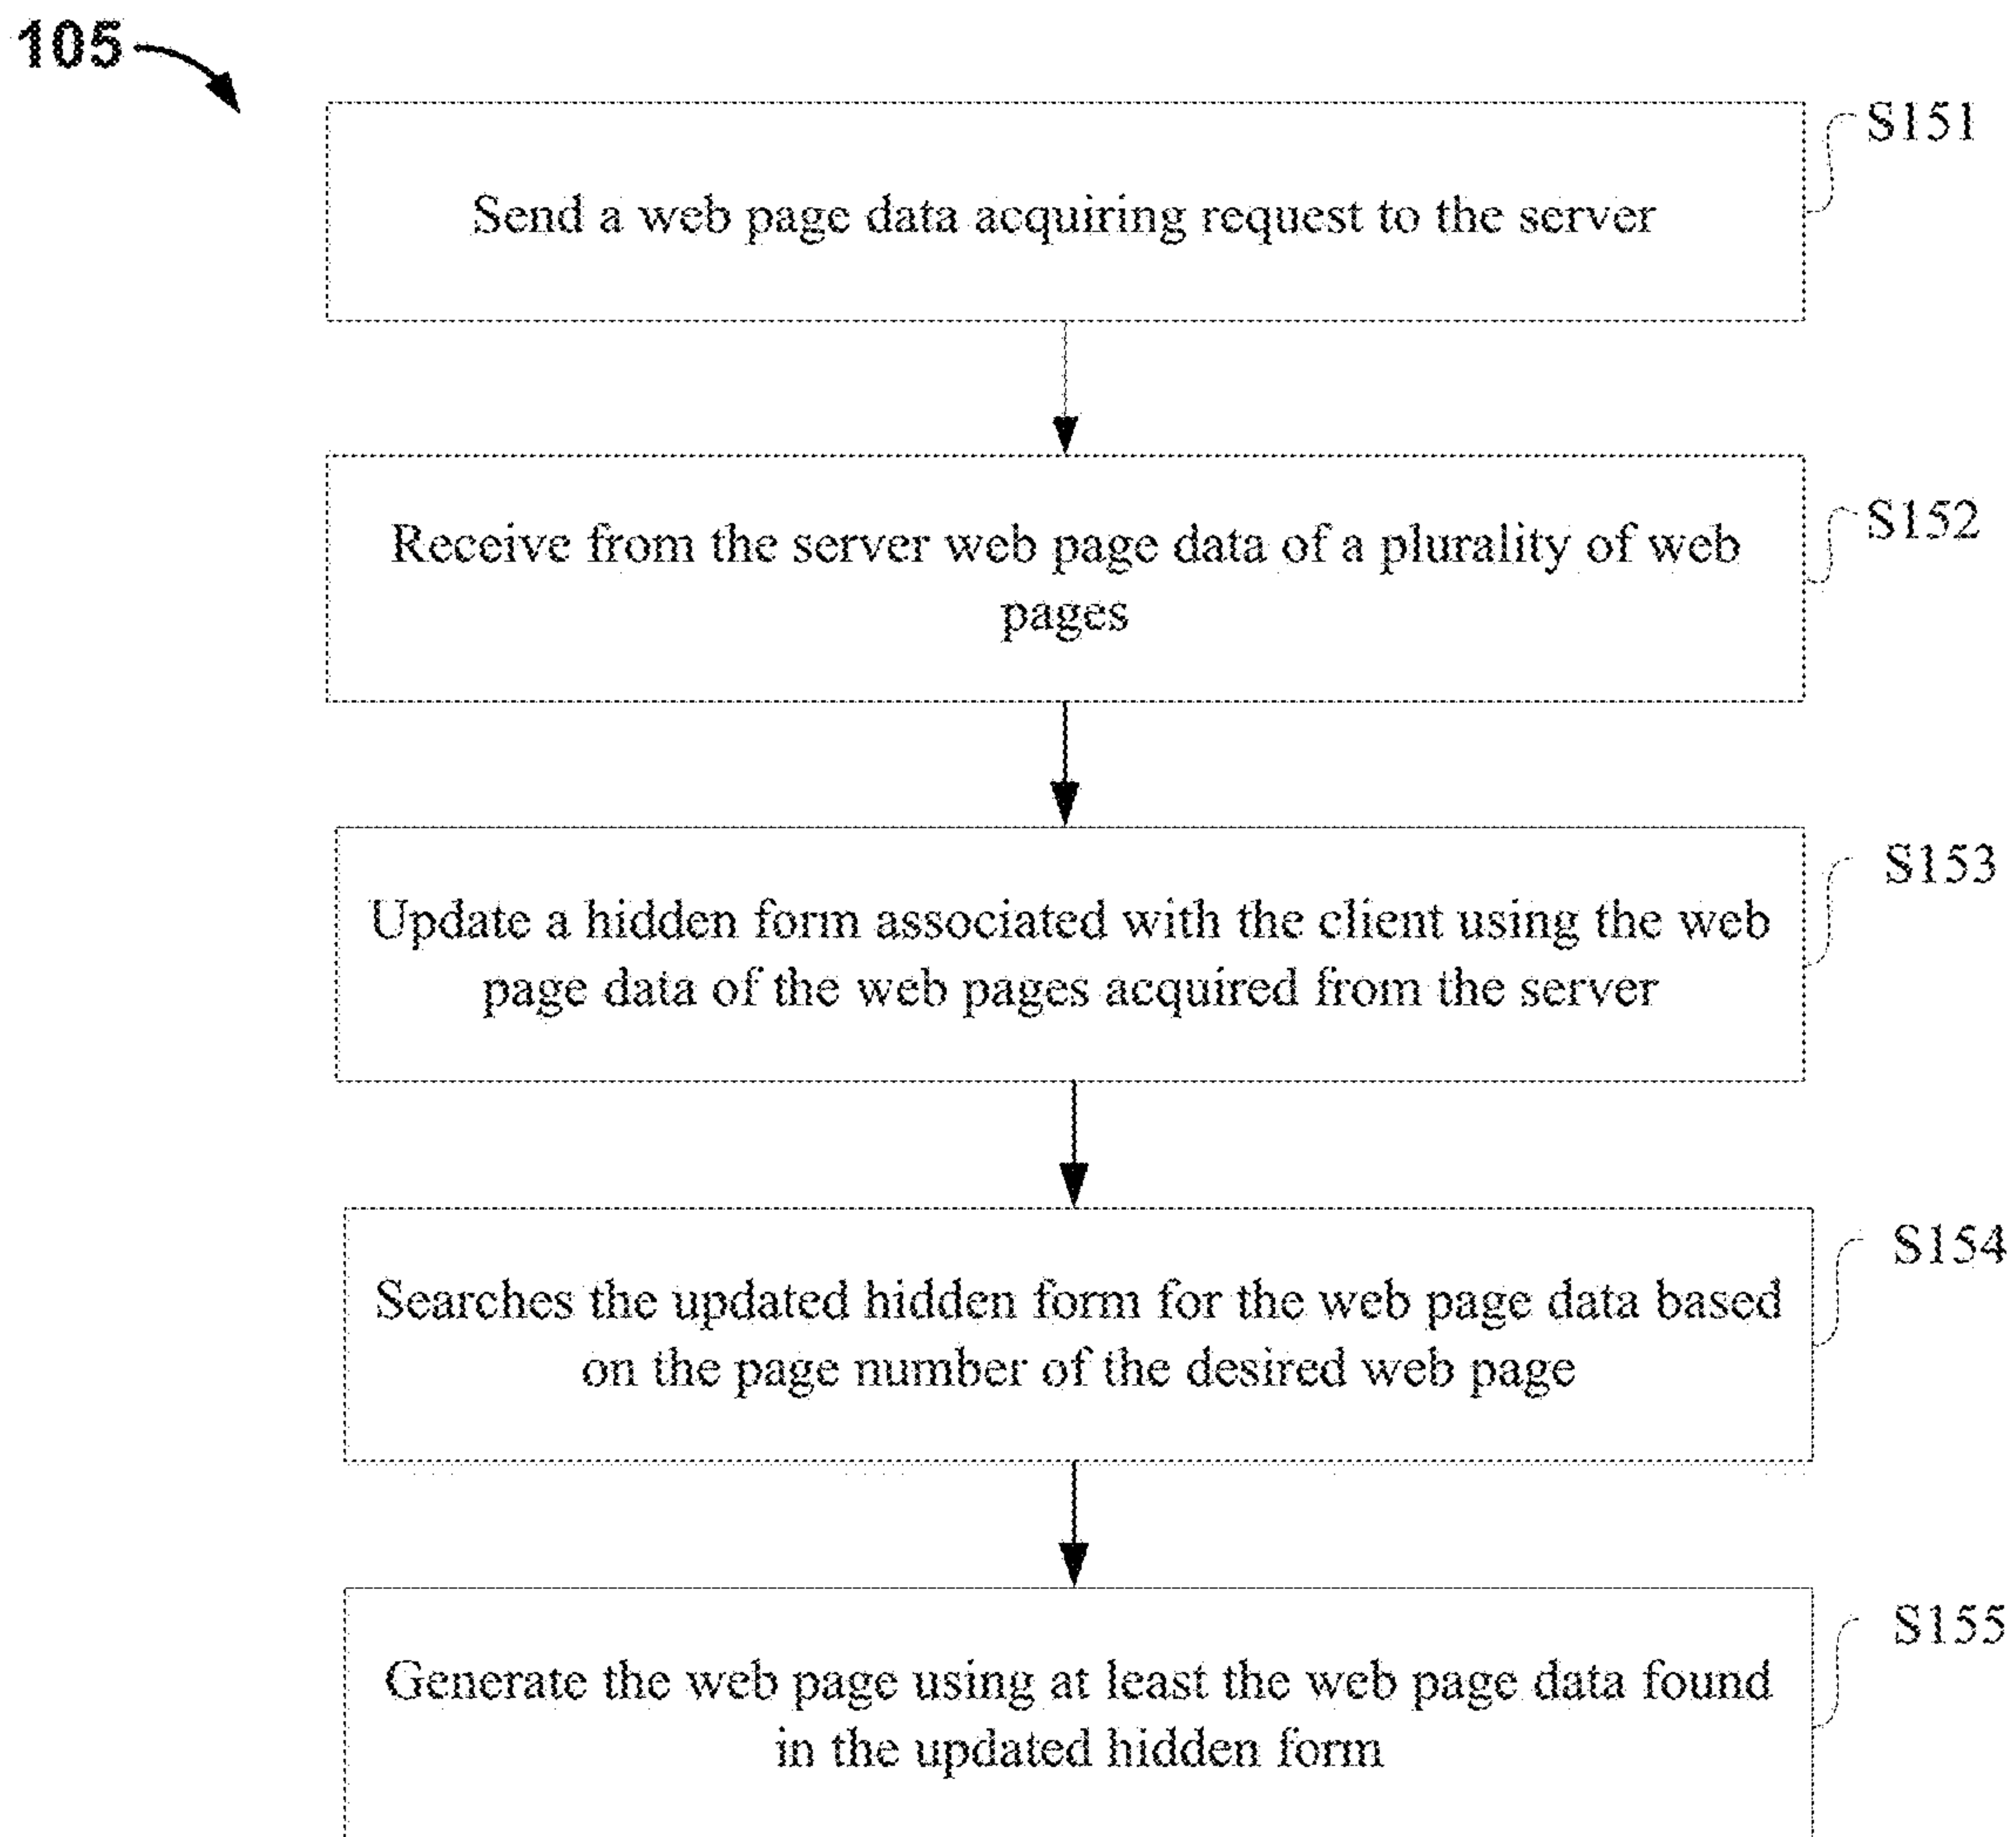 105
S151
Send a web page data acquiring request to the server
S152
Receive from the server web page data of a plurality of web
pages
S153
Update a hidden form associated with the client using the web
page data of the web pages acquired from the server
S154
Searches the updated hidden form for the web page data based
on the page number of the desired web page
S155
Generate the web page using at least the web page data found
in the updated hidden form